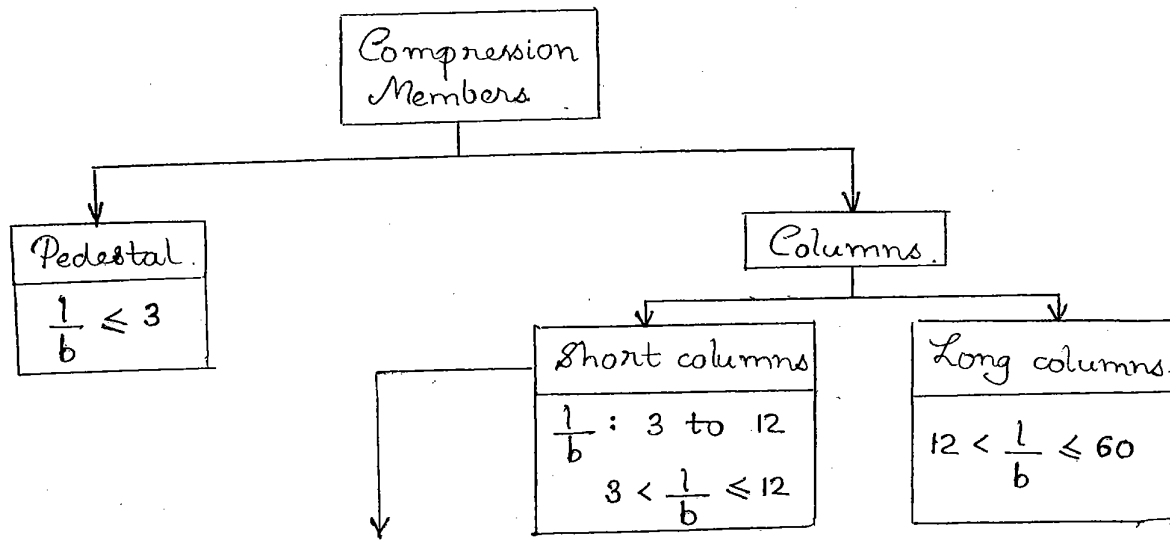 Compression
Members
Pedestal.
l/b ≤ 3
Columns.
Short columns
l/b : 3 to 12
3 < l/b ≤ 12
Long columns.
12 < l/b ≤ 60